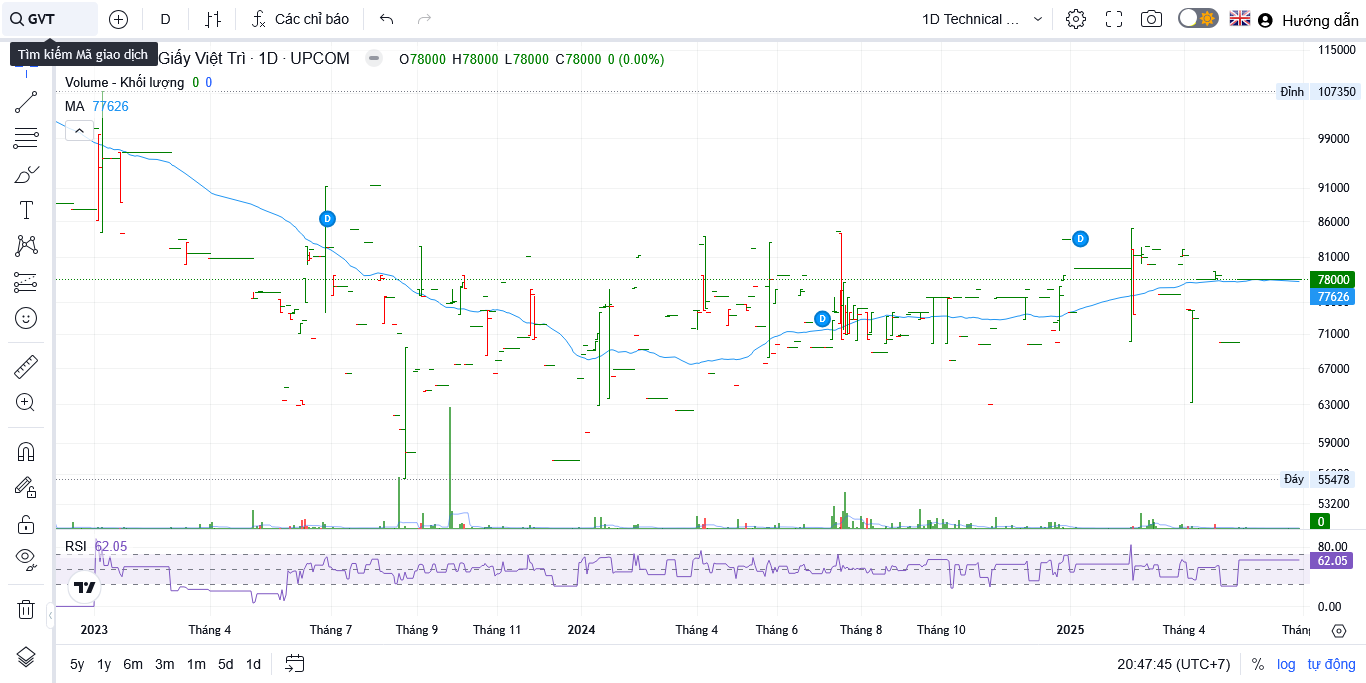 GVT D Các chỉ báo 1D Technical ... Hướng dẫn
Tìm kiếm Mã giao dịch
Giấy Việt Trì · 1D · UPCOM O78000 H78000 L78000 C78000 0 (0.00%)
Volume - Khối lượng 0 0
MA 77626
115000
Đỉnh 107350
99000
91000
86000
81000
78000
77626
71000
67000
63000
59000
Đáy 55478
53200
0
D
D
D
RSI 62.05
80.00
62.05
0.00
2023 Tháng 4 Tháng 7 Tháng 9 Tháng 11 2024 Tháng 4 Tháng 6 Tháng 8 Tháng 10 2025 Tháng 4 Thán
5y 1y 6m 3m 1m 5d 1d 20:47:45 (UTC+7) % log tự động